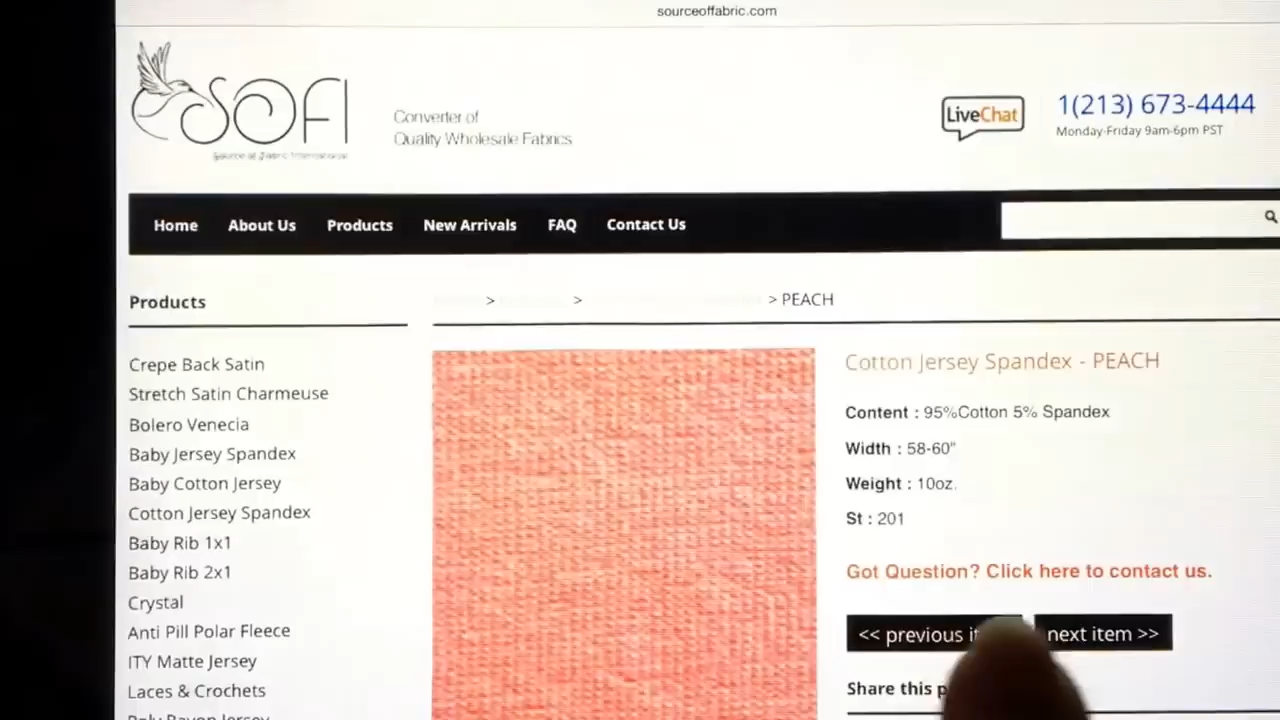 sourceoffabric.com
SOFI
Source of Fabric International
Converter of
Quality Wholesale Fabrics
LiveChat
1(213) 673-4444
Monday-Friday 9am-6pm PST
Home About Us Products New Arrivals FAQ Contact Us
Products
> > > PEACH
Crepe Back Satin
Stretch Satin Charmeuse
Bolero Venecia
Baby Jersey Spandex
Baby Cotton Jersey
Cotton Jersey Spandex
Baby Rib 1x1
Baby Rib 2x1
Crystal
Anti Pill Polar Fleece
ITY Matte Jersey
Laces & Crochets
Cotton Jersey Spandex - PEACH
Content : 95%Cotton 5% Spandex
Width : 58-60"
Weight : 10oz.
St : 201
Got Question? Click here to contact us.
<< previous next item >>
Share this